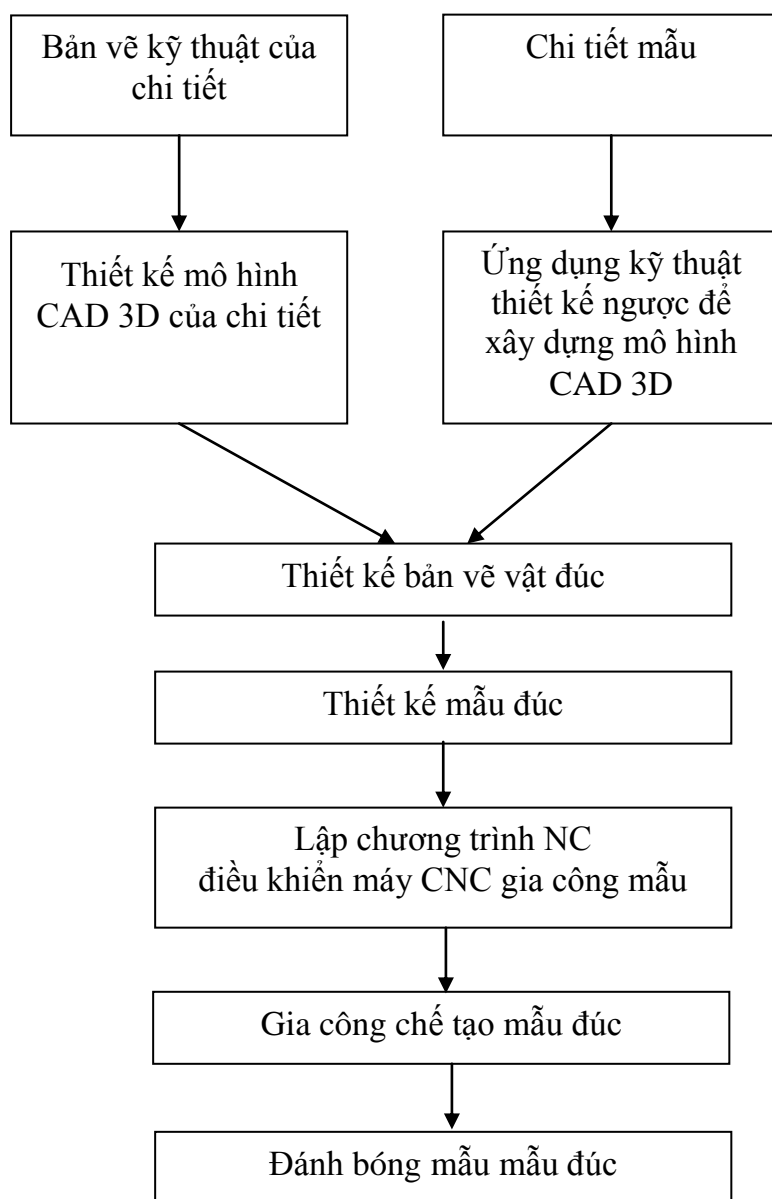 Bản vẽ kỹ thuật của
chi tiết
Chi tiết mẫu
Thiết kế mô hình
CAD 3D của chi tiết
Ứng dụng kỹ thuật
thiết kế ngược để
xây dựng mô hình
CAD 3D
Thiết kế bản vẽ vật đúc
Thiết kế mẫu đúc
Lập chương trình NC
điều khiển máy CNC gia công mẫu
Gia công chế tạo mẫu đúc
Đánh bóng mẫu mẫu đúc